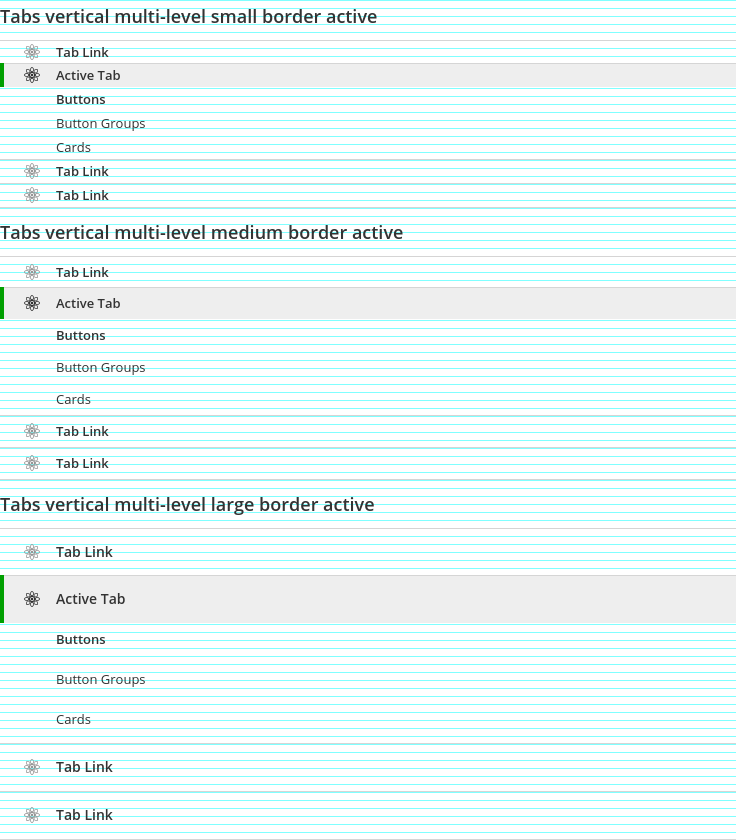 Tabs vertical multi-level small border active
Tab Link
Active Tab
Buttons
Button Groups
Cards
Tab Link
Tab Link
Tabs vertical multi-level medium border active
Tab Link
Active Tab
Buttons
Button Groups
Cards
Tab Link
Tab Link
Tabs vertical multi-level large border active
Tab Link
Active Tab
Buttons
Button Groups
Cards
Tab Link
Tab Link